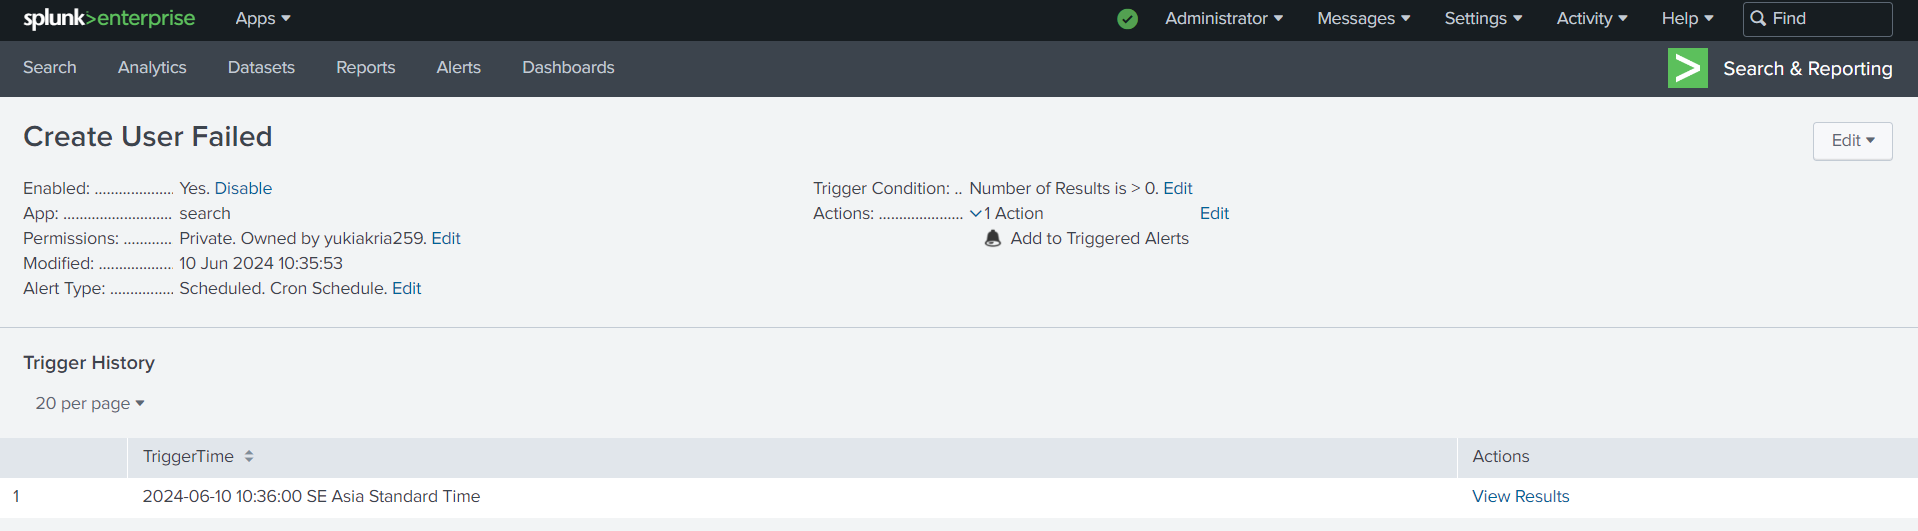 splunk>enterprise Apps Administrator Messages Settings Activity Help Find
Search Analytics Datasets Reports Alerts Dashboards Search & Reporting
Create User Failed
Edit
Enabled: .................... Yes. Disable
App: ........................... search
Permissions: ............ Private. Owned by yukiakria259. Edit
Modified: ................... 10 Jun 2024 10:35:53
Alert Type: ................ Scheduled. Cron Schedule. Edit
Trigger Condition: .. Number of Results is > 0. Edit
Actions: ..................... 1 Action Edit
Add to Triggered Alerts
Trigger History
20 per page
TriggerTime Actions
1 2024-06-10 10:36:00 SE Asia Standard Time View Results